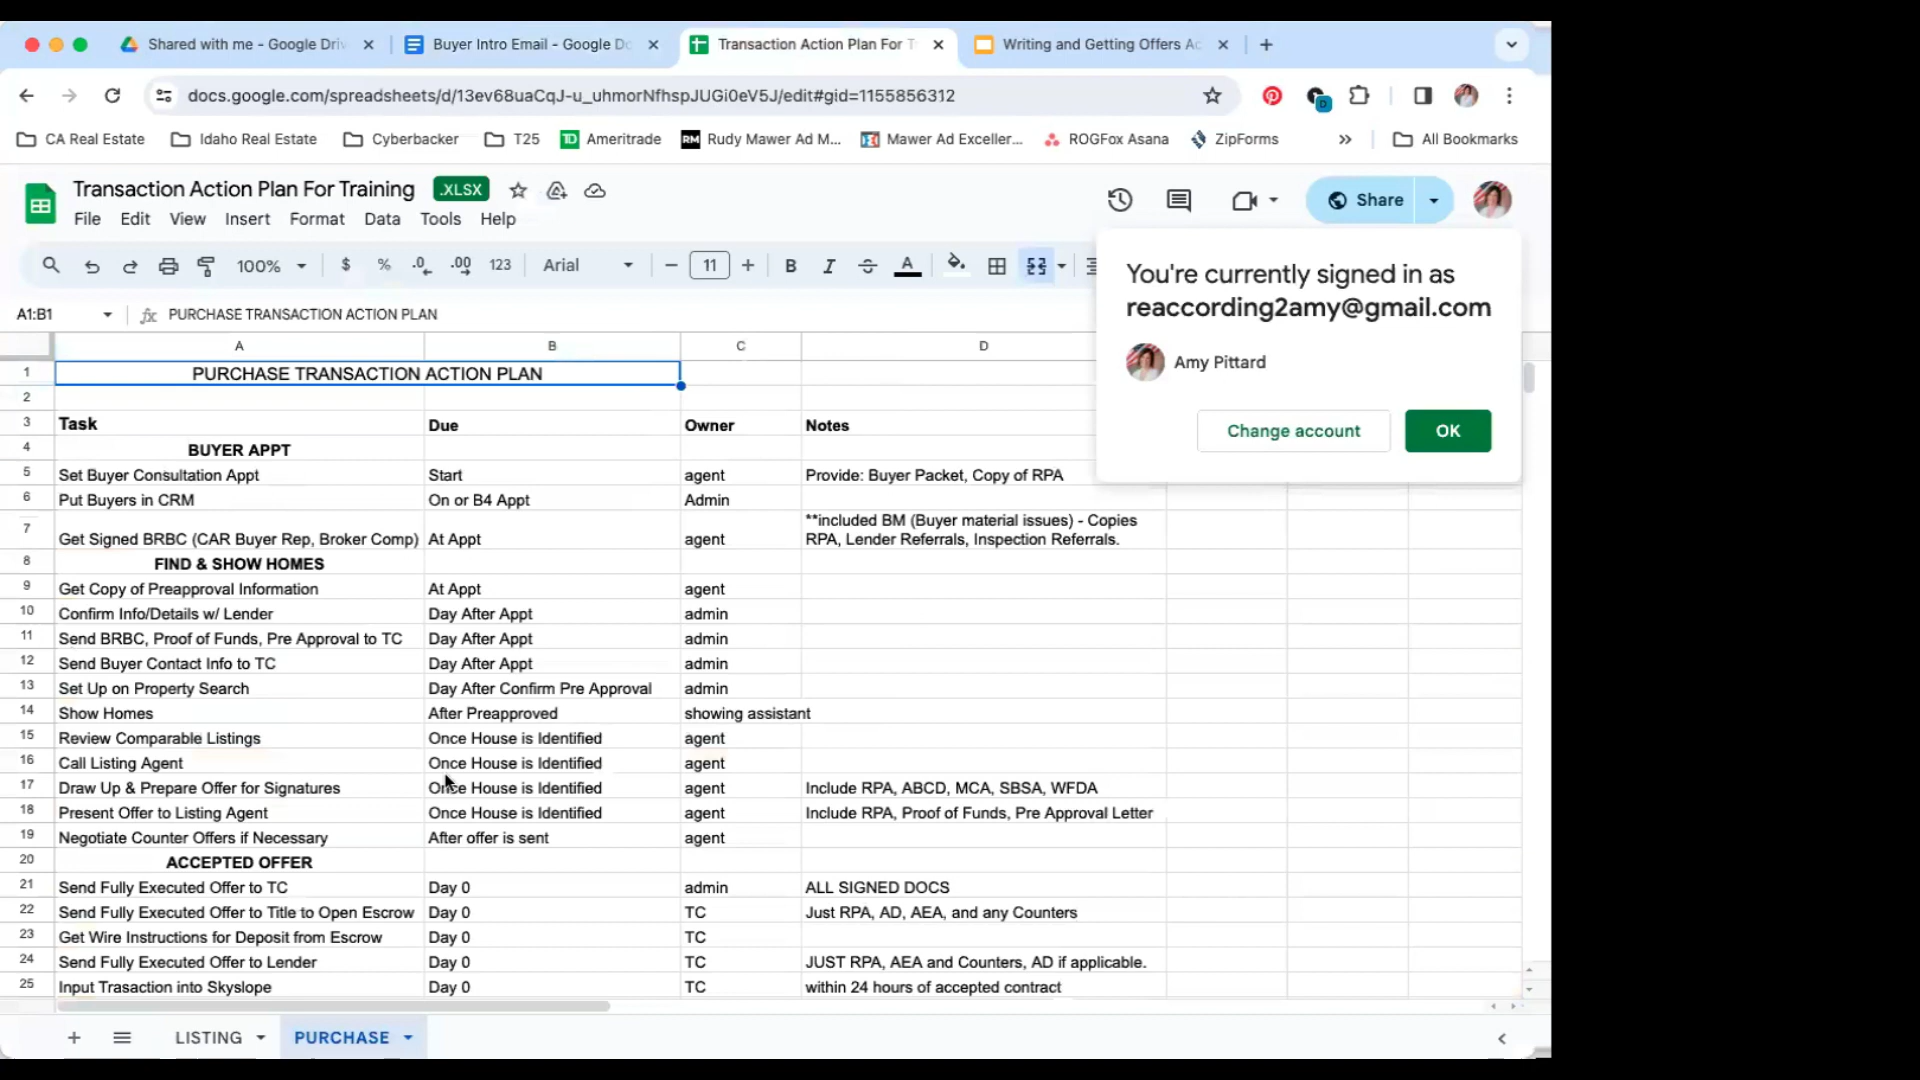 Shared with me - Google Driv
Buyer Intro Email - Google Do
Transaction Action Plan For T
Writing and Getting Offers Ac
docs.google.com/spreadsheets/d/13ev68uaCqJ-u_uhmorNfhspJUGi0eV5J/edit#gid=1155856312
CA Real Estate
Idaho Real Estate
Cyberbacker
T25
Ameritrade
RM Rudy Mawer Ad M...
Mawer Ad Exceller...
ROGFox Asana
ZipForms
All Bookmarks
Transaction Action Plan For Training
.XLSX
File Edit View Insert Format Data Tools Help
Share
100% $ % .0 .00 123 Arial 11 B I A
A1:B1 fx PURCHASE TRANSACTION ACTION PLAN
You're currently signed in as
reaccording2amy@gmail.com
Amy Pittard
Change account OK
A B C D
1 PURCHASE TRANSACTION ACTION PLAN
2
3 Task Due Owner Notes
4 BUYER APPT
5 Set Buyer Consultation Appt Start agent Provide: Buyer Packet, Copy of RPA
6 Put Buyers in CRM On or B4 Appt Admin
**included BM (Buyer material issues) - Copies
7 Get Signed BRBC (CAR Buyer Rep, Broker Comp) At Appt agent RPA, Lender Referrals, Inspection Referrals.
8 FIND & SHOW HOMES
9 Get Copy of Preapproval Information At Appt agent
10 Confirm Info/Details w/ Lender Day After Appt admin
11 Send BRBC, Proof of Funds, Pre Approval to TC Day After Appt admin
12 Send Buyer Contact Info to TC Day After Appt admin
13 Set Up on Property Search Day After Confirm Pre Approval admin
14 Show Homes After Preapproved showing assistant
15 Review Comparable Listings Once House is Identified agent
16 Call Listing Agent Once House is Identified agent
17 Draw Up & Prepare Offer for Signatures Once House is Identified agent Include RPA, ABCD, MCA, SBSA, WFDA
18 Present Offer to Listing Agent Once House is Identified agent Include RPA, Proof of Funds, Pre Approval Letter
19 Negotiate Counter Offers if Necessary After offer is sent agent
20 ACCEPTED OFFER
21 Send Fully Executed Offer to TC Day 0 admin ALL SIGNED DOCS
22 Send Fully Executed Offer to Title to Open Escrow Day 0 TC Just RPA, AD, AEA, and any Counters
23 Get Wire Instructions for Deposit from Escrow Day 0 TC
24 Send Fully Executed Offer to Lender Day 0 TC JUST RPA, AEA and Counters, AD if applicable.
25 Input Trasaction into Skyslope Day 0 TC within 24 hours of accepted contract
LISTING PURCHASE